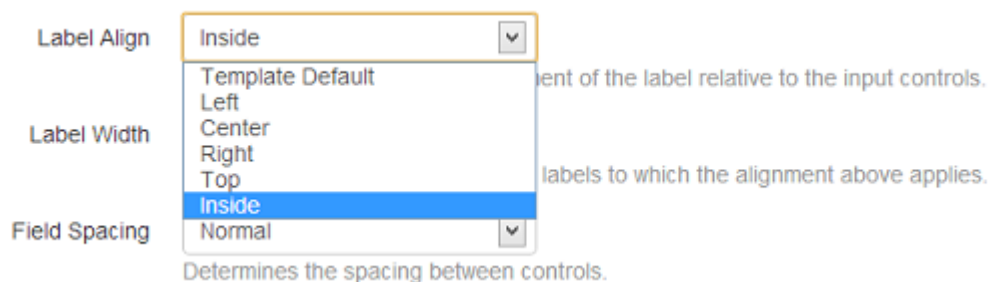 Label Align Inside
Template Default
ent of the label relative to the input controls.
Left
Center
Label Width
Right
Top
labels to which the alignment above applies.
Inside
Field Spacing Normal
Determines the spacing between controls.